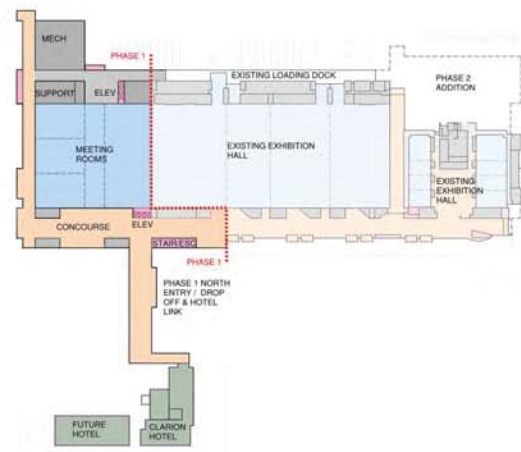 MECH
PHASE 1
EXISTING LOADING DOCK
PHASE 2
ADDITION
SUPPORT
ELEV
MEETING
ROOMS
EXISTING EXHIBITION
HALL
EXISTING
EXHIBITION
HALL
CONCOURSE
ELEV
STAIR/ESC
PHASE 1
PHASE 1 NORTH
ENTRY / DROP
OFF & HOTEL
LINK
FUTURE
HOTEL
CLARION
HOTEL